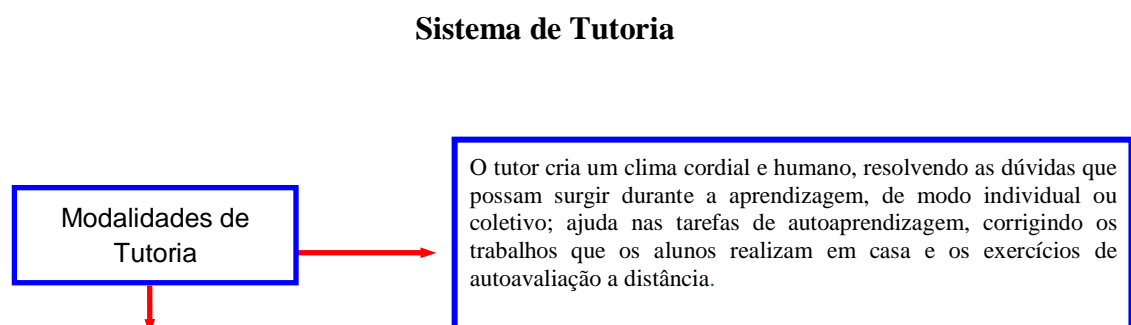 Sistema de Tutoria
Modalidades de
Tutoria
O tutor cria um clima cordial e humano, resolvendo as dúvidas que
possam surgir durante a aprendizagem, de modo individual ou
coletivo; ajuda nas tarefas de autoaprendizagem, corrigindo os
trabalhos que os alunos realizam em casa e os exercícios de
autoavaliação a distância.